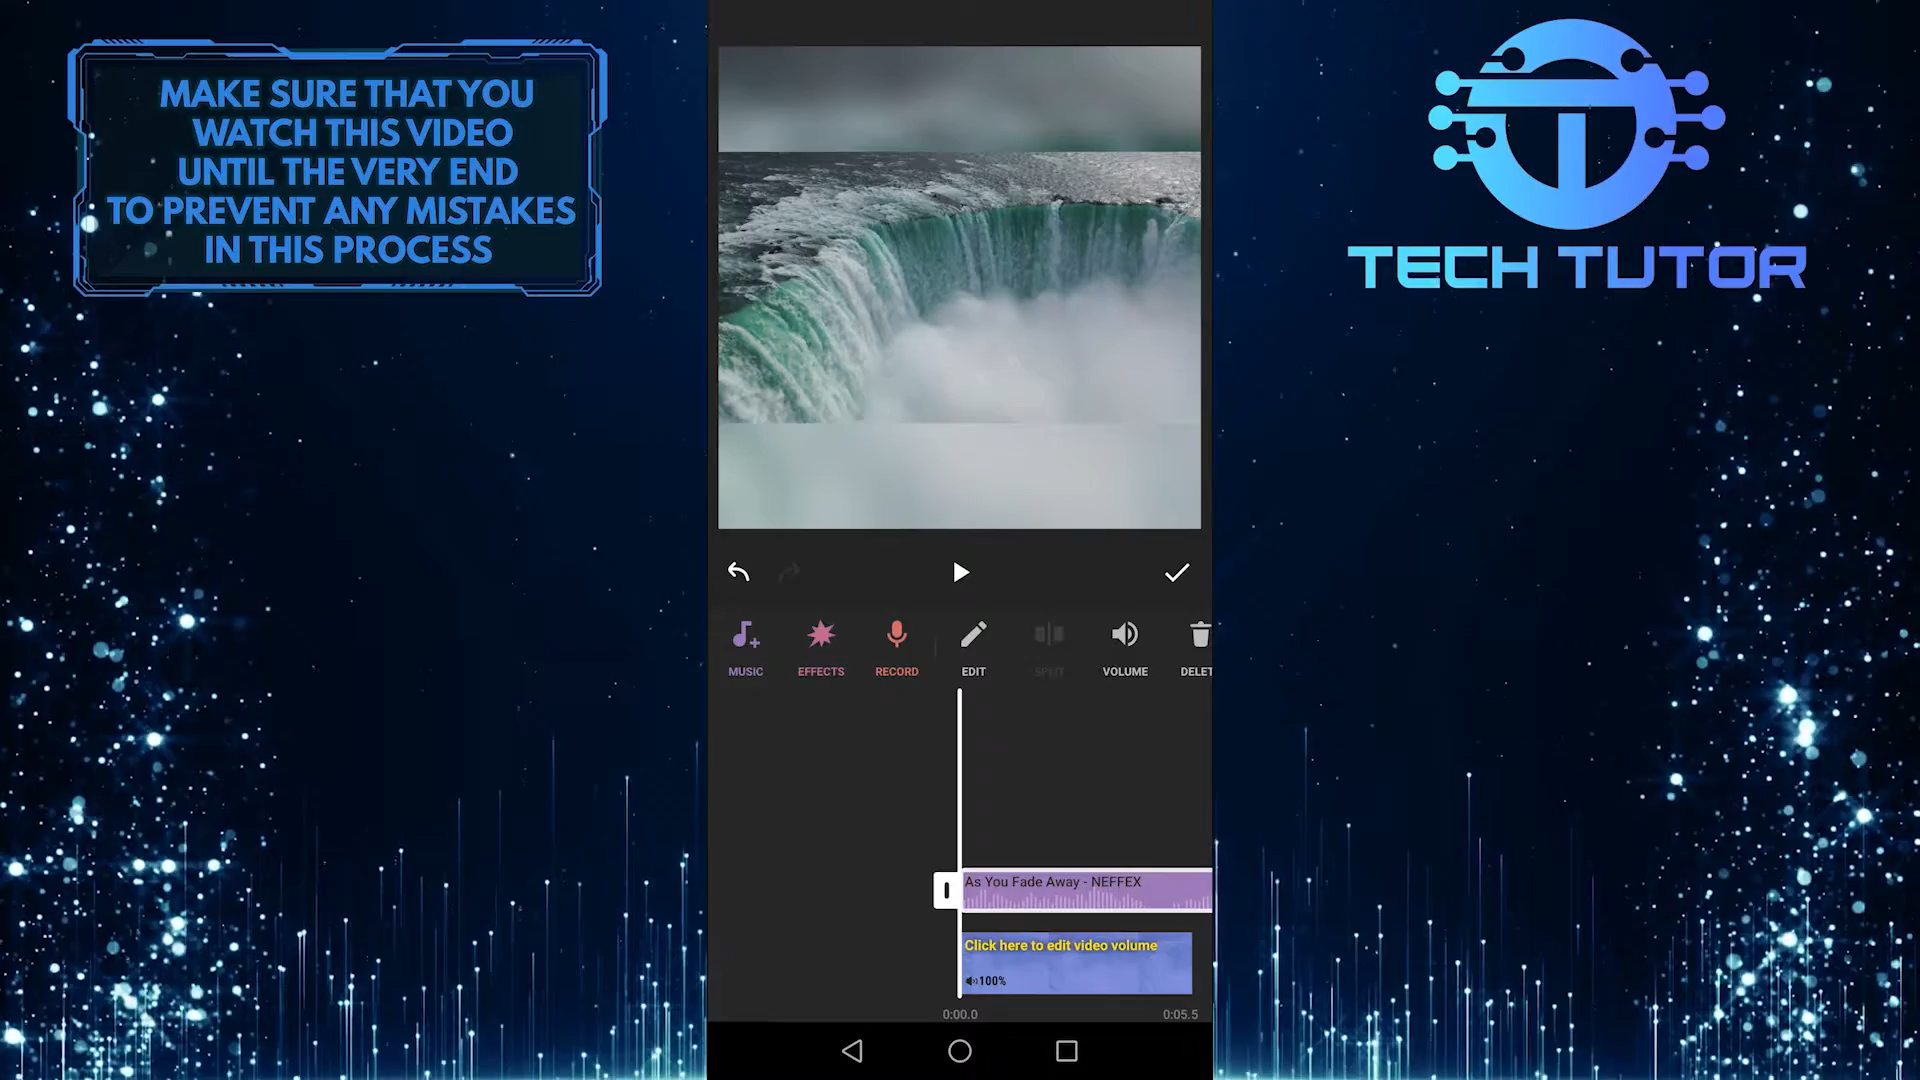 MAKE SURE THAT YOU
WATCH THIS VIDEO
UNTIL THE VERY END
TO PREVENT ANY MISTAKES
IN THIS PROCESS
TECH TUTOR
MUSIC
EFFECTS
RECORD
EDIT
SPLIT
VOLUME
DELET
As You Fade Away - NEFFEX
Click here to edit video volume
100%
0:00.0
0:05.5